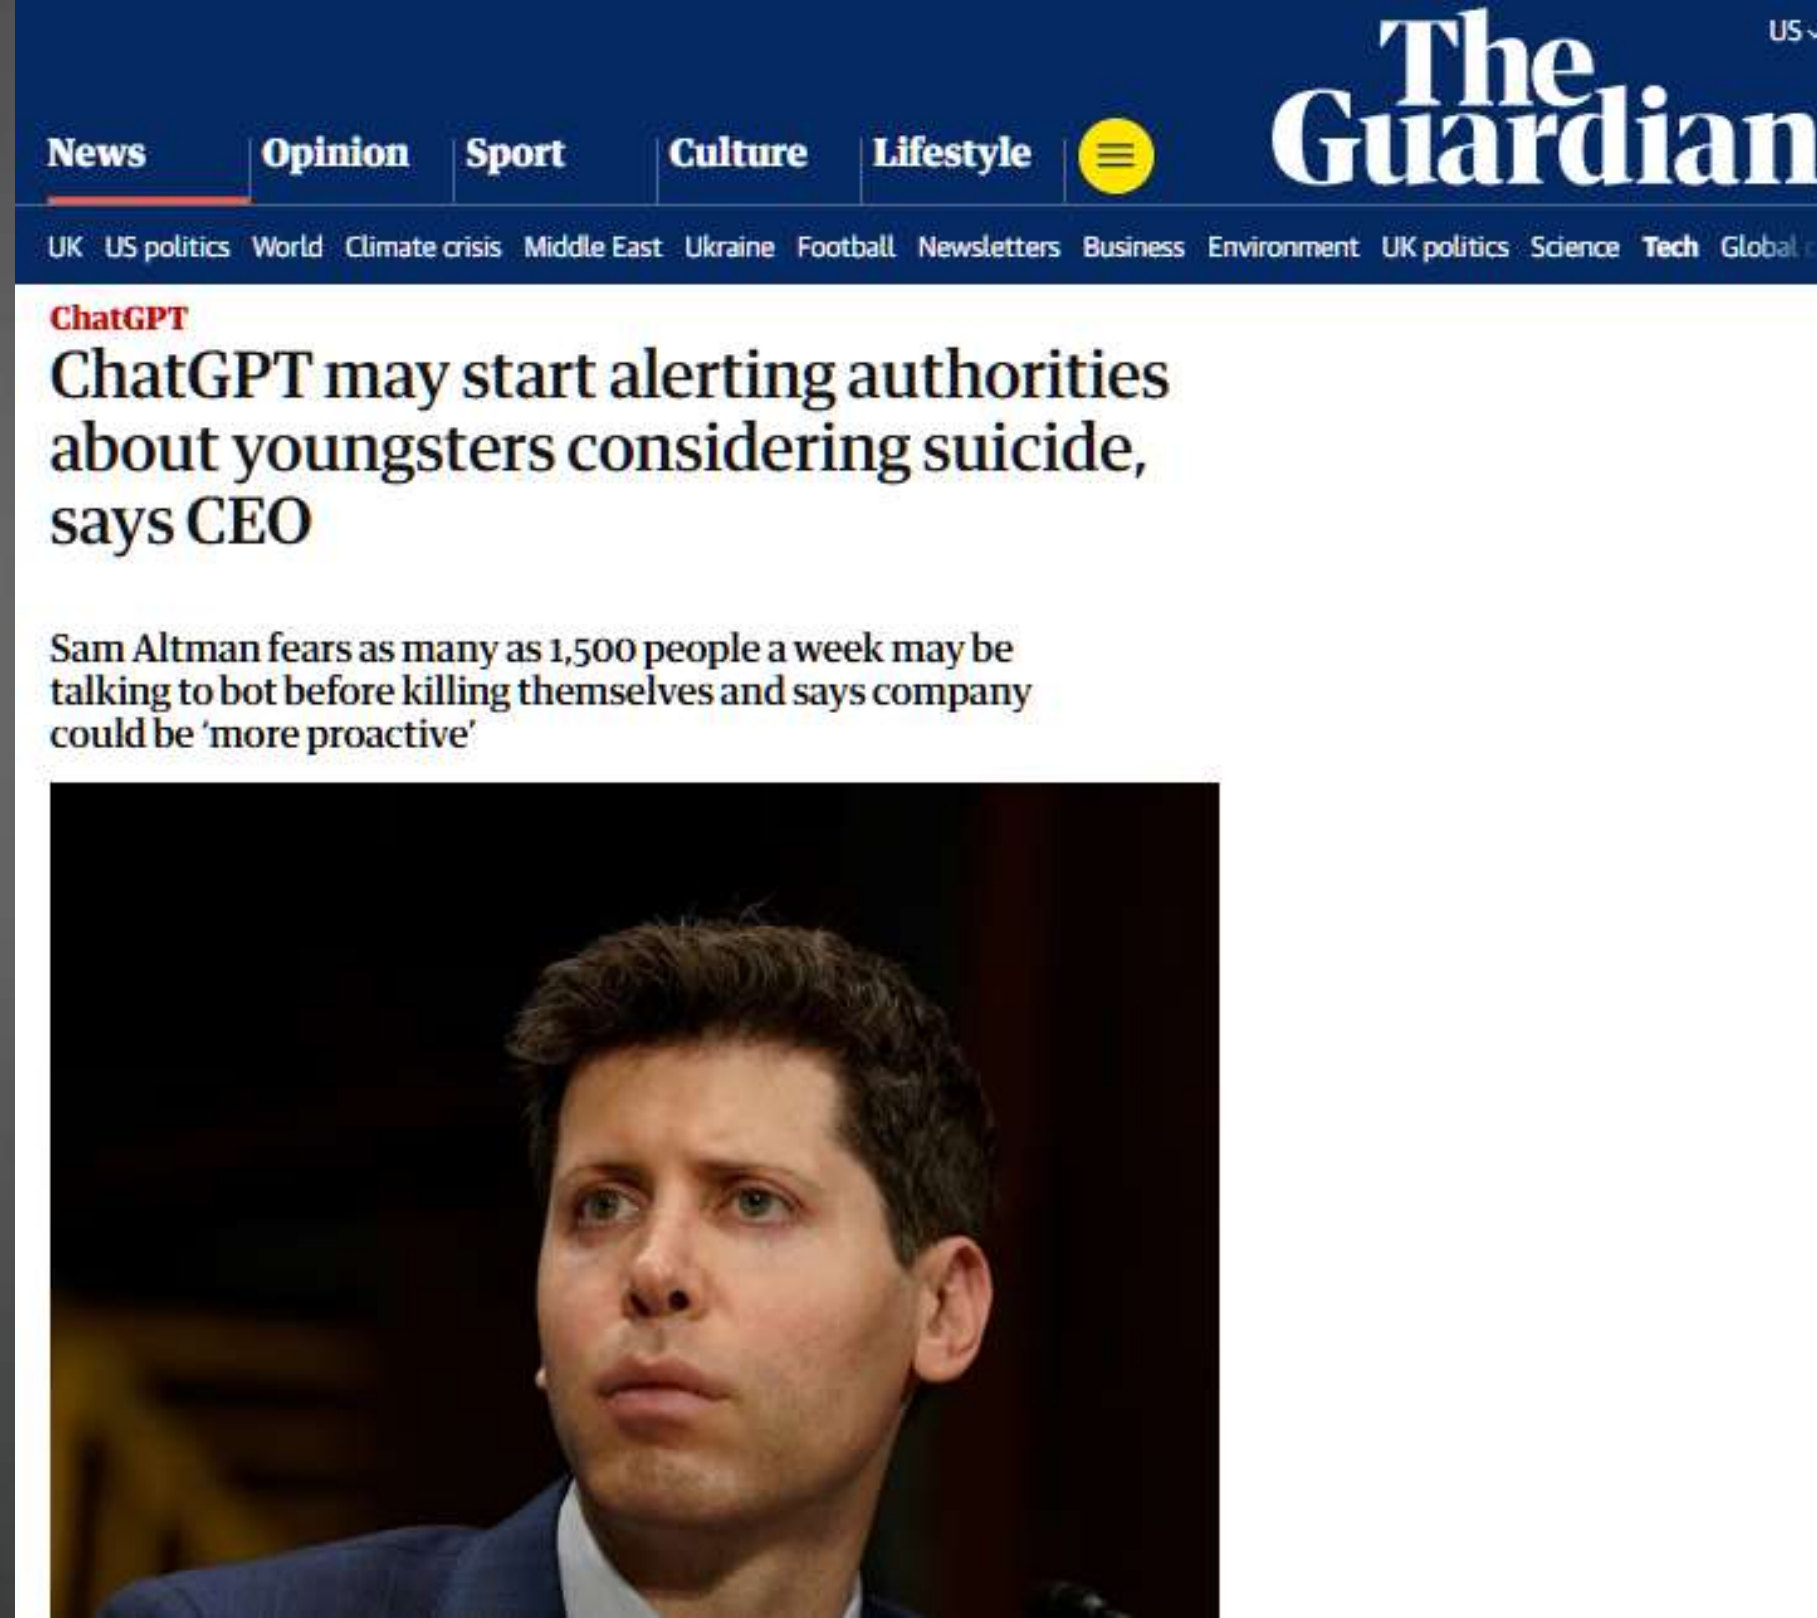 US
The
Guardian
News Opinion Sport Culture Lifestyle
UK US politics World Climate crisis Middle East Ukraine Football Newsletters Business Environment UK politics Science Tech Global
ChatGPT
ChatGPT may start alerting authorities
about youngsters considering suicide,
says CEO
Sam Altman fears as many as 1,500 people a week may be
talking to bot before killing themselves and says company
could be ‘more proactive’